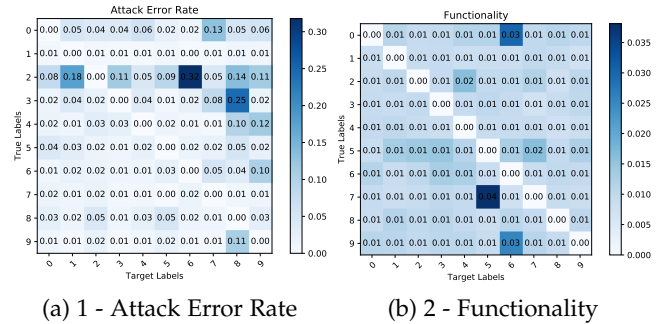 Attack Error Rate
0 0.00 0.05 0.04 0.04 0.06 0.02 0.02 0.13 0.05 0.06
1 0.01 0.00 0.01 0.01 0.01 0.01 0.00 0.01 0.01 0.01
2 0.08 0.18 0.00 0.11 0.05 0.09 0.32 0.05 0.14 0.11
3 0.02 0.04 0.02 0.00 0.04 0.01 0.02 0.08 0.25 0.02
4 0.01 0.02 0.03 0.03 0.00 0.01 0.02 0.04 0.10 0.12
5 0.04 0.03 0.02 0.01 0.02 0.00 0.02 0.02 0.05 0.02
6 0.03 0.02 0.02 0.01 0.02 0.03 0.00 0.05 0.04 0.10
7 0.02 0.01 0.02 0.01 0.02 0.01 0.01 0.00 0.01 0.01
8 0.03 0.02 0.05 0.01 0.03 0.05 0.02 0.01 0.00 0.03
9 0.01 0.01 0.02 0.01 0.02 0.01 0.01 0.01 0.11 0.00
0 1 2 3 4 5 6 7 8 9
True Labels
Target Labels
0.30
0.25
0.20
0.15
0.10
0.05
0.00
(a) 1 - Attack Error Rate
Functionality
0 0.00 0.01 0.01 0.01 0.01 0.01 0.03 0.01 0.01 0.01
1 0.01 0.00 0.01 0.01 0.01 0.01 0.01 0.01 0.01 0.01
2 0.01 0.01 0.00 0.01 0.02 0.01 0.01 0.01 0.01 0.01
3 0.01 0.01 0.01 0.00 0.01 0.01 0.01 0.01 0.01 0.01
4 0.01 0.01 0.01 0.01 0.00 0.01 0.01 0.01 0.01 0.01
5 0.01 0.01 0.01 0.01 0.01 0.00 0.01 0.02 0.01 0.01
6 0.01 0.01 0.01 0.01 0.01 0.01 0.00 0.01 0.01 0.01
7 0.01 0.01 0.01 0.01 0.01 0.04 0.01 0.00 0.01 0.01
8 0.01 0.01 0.01 0.01 0.01 0.01 0.01 0.01 0.00 0.01
9 0.01 0.01 0.01 0.01 0.01 0.01 0.03 0.01 0.01 0.00
0 1 2 3 4 5 6 7 8 9
True Labels
Target Labels
0.035
0.030
0.025
0.020
0.015
0.010
0.005
0.000
(b) 2 - Functionality